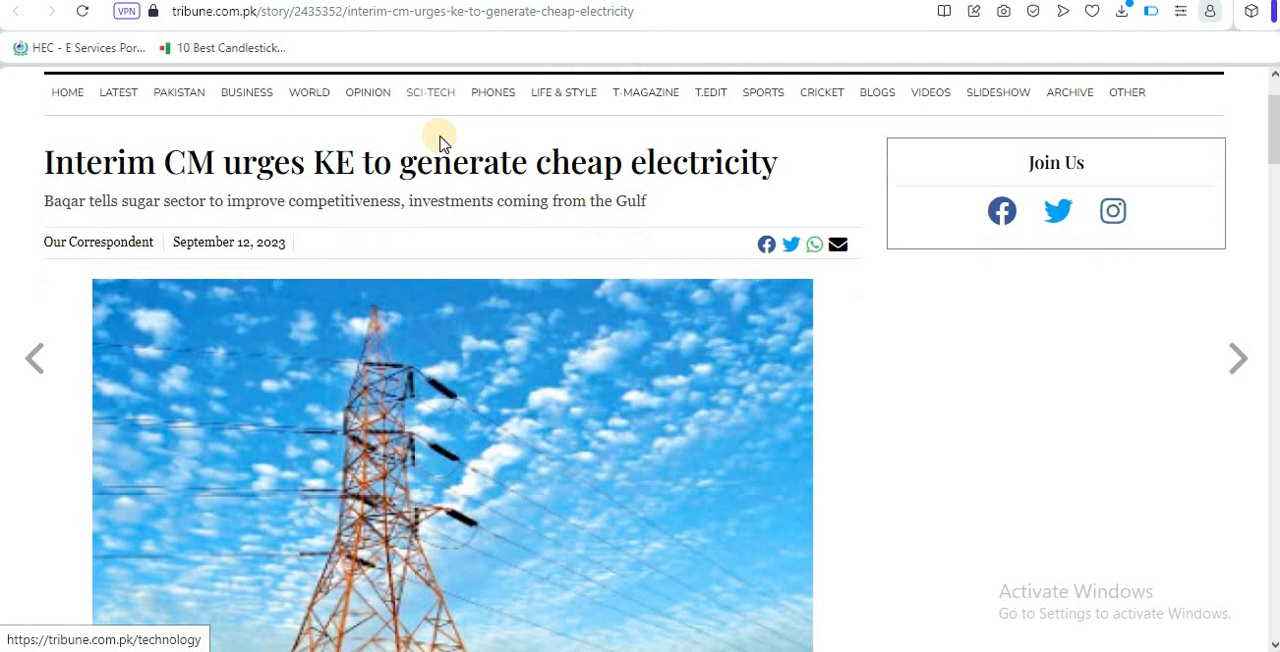 VPN
tribune.com.pk/story/2435352/interim-cm-urges-ke-to-generate-cheap-electricity
HEC - E Services Por...
10 Best Candlestick...
HOME LATEST PAKISTAN BUSINESS WORLD OPINION SCI-TECH PHONES LIFE & STYLE T-MAGAZINE T.EDIT SPORTS CRICKET BLOGS VIDEOS SLIDESHOW ARCHIVE OTHER
Interim CM urges KE to generate cheap electricity
Baqar tells sugar sector to improve competitiveness, investments coming from the Gulf
Our Correspondent
September 12, 2023
Join Us
Activate Windows
Go to Settings to activate Windows.
https://tribune.com.pk/technology